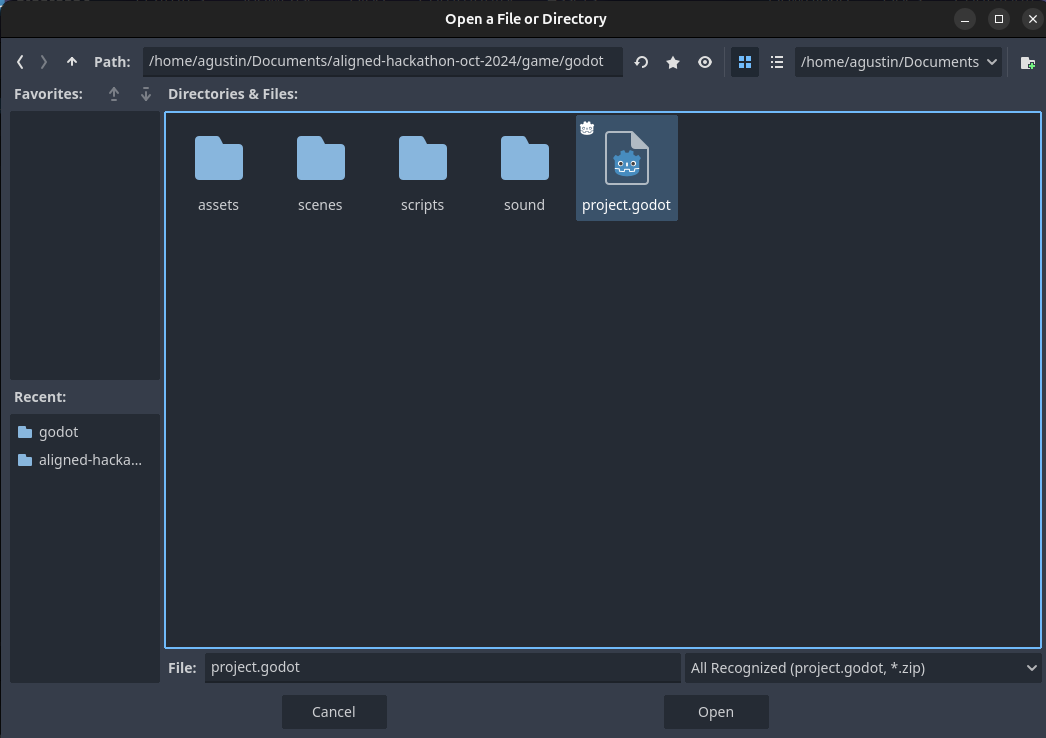 Open a File or Directory
Path: /home/agustin/Documents/aligned-hackathon-oct-2024/game/godot /home/agustin/Documents
Favorites: Directories & Files:
assets scenes scripts sound project.godot
Recent:
godot
aligned-hacka...
File: project.godot All Recognized (project.godot, *.zip)
Cancel Open